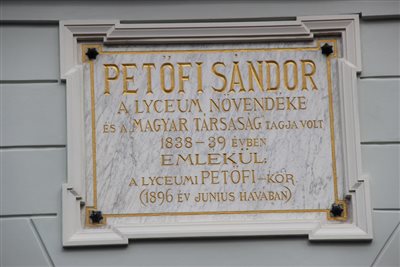 PETŐFI SÁNDOR
A LYCEUM NÖVENDÉKE
ÉS A MAGYAR TÁRSASÁG TAGJA VOLT
1838-39 ÉVBEN
EMLÉKÜL:
A LYCEUMI PETŐFI-KÖR
(1896 ÉV JUNIUS HAVÁBAN)